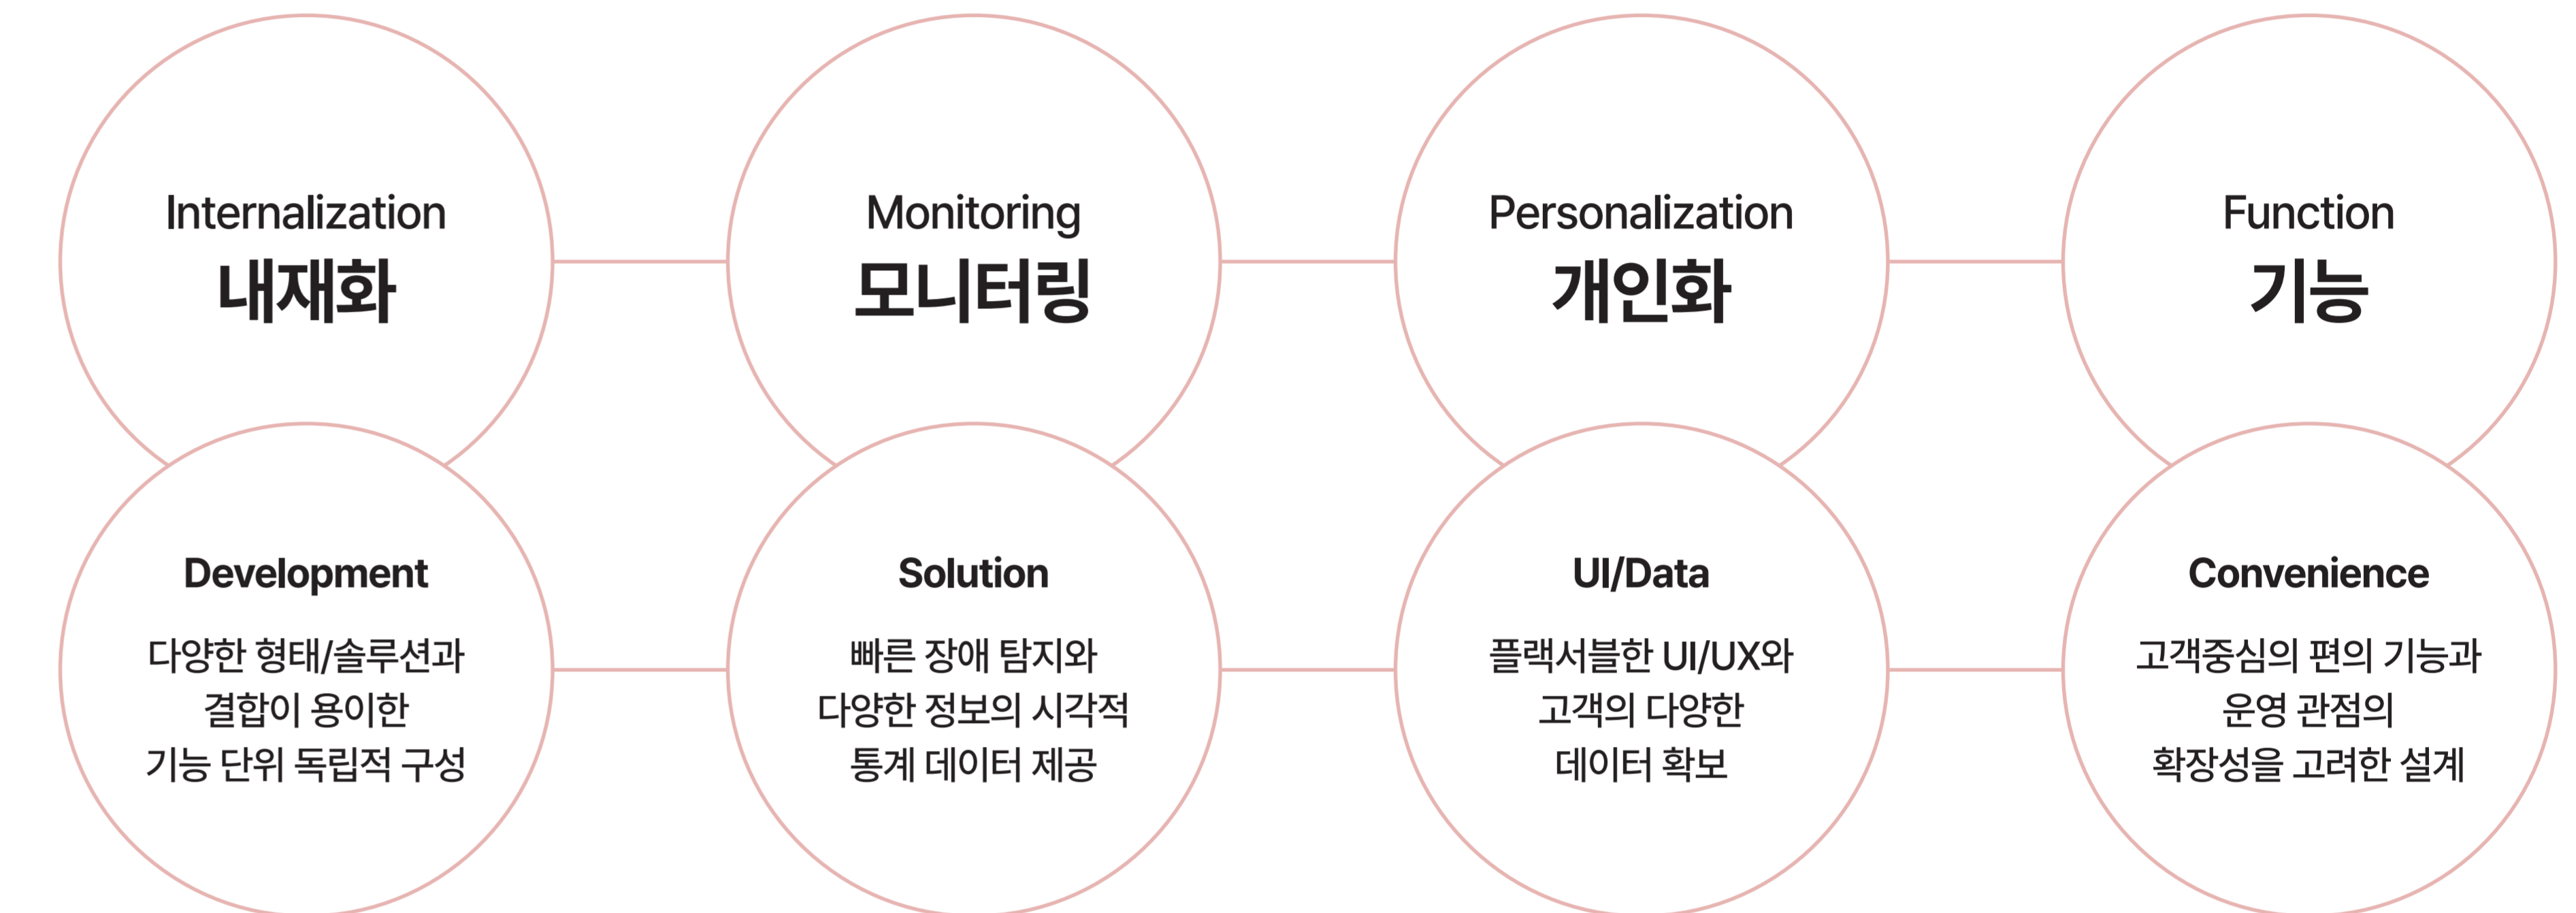 Internalization
내재화
Monitoring
모니터링
Personalization
개인화
Function
기능
Development
다양한 형태/솔루션과
결합이 용이한
기능 단위 독립적 구성
Solution
빠른 장애 탐지와
다양한 정보의 시각적
통계 데이터 제공
UI/Data
플랙서블한 UI/UX와
고객의 다양한
데이터 확보
Convenience
고객중심의 편의 기능과
운영 관점의
확장성을 고려한 설계